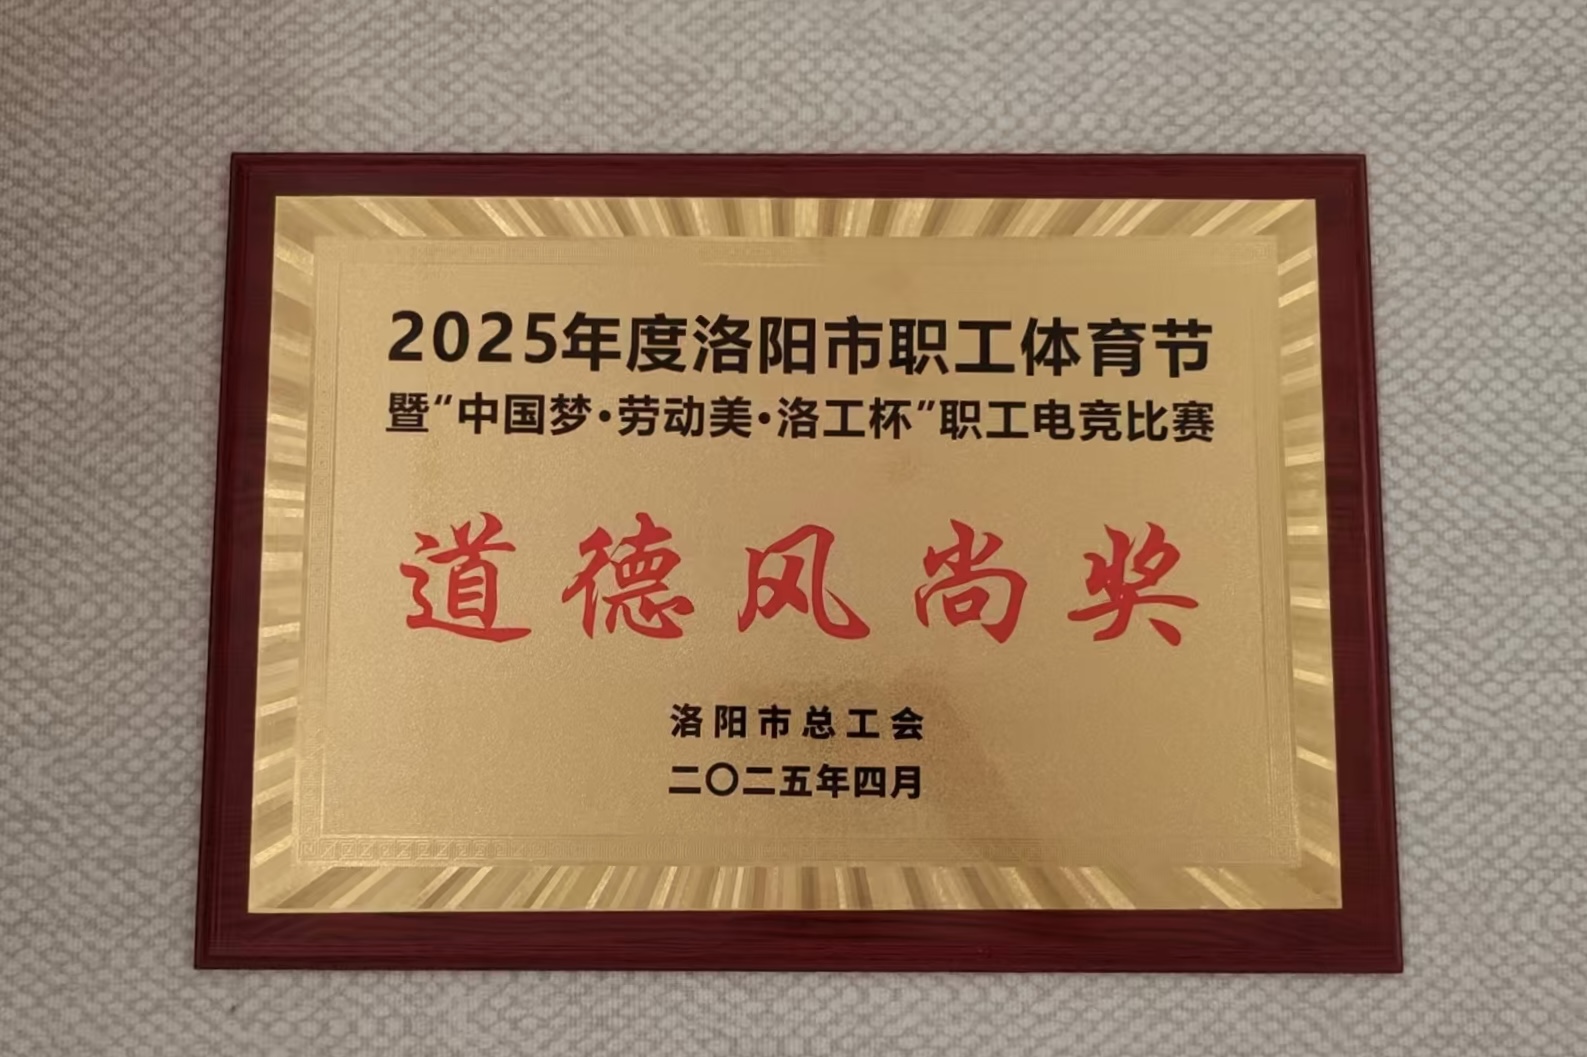 2025年度洛阳市职工体育节
暨“中国梦·劳动美·洛工杯”职工电竞比赛
道德风尚奖
洛阳市总工会
二〇二五年四月